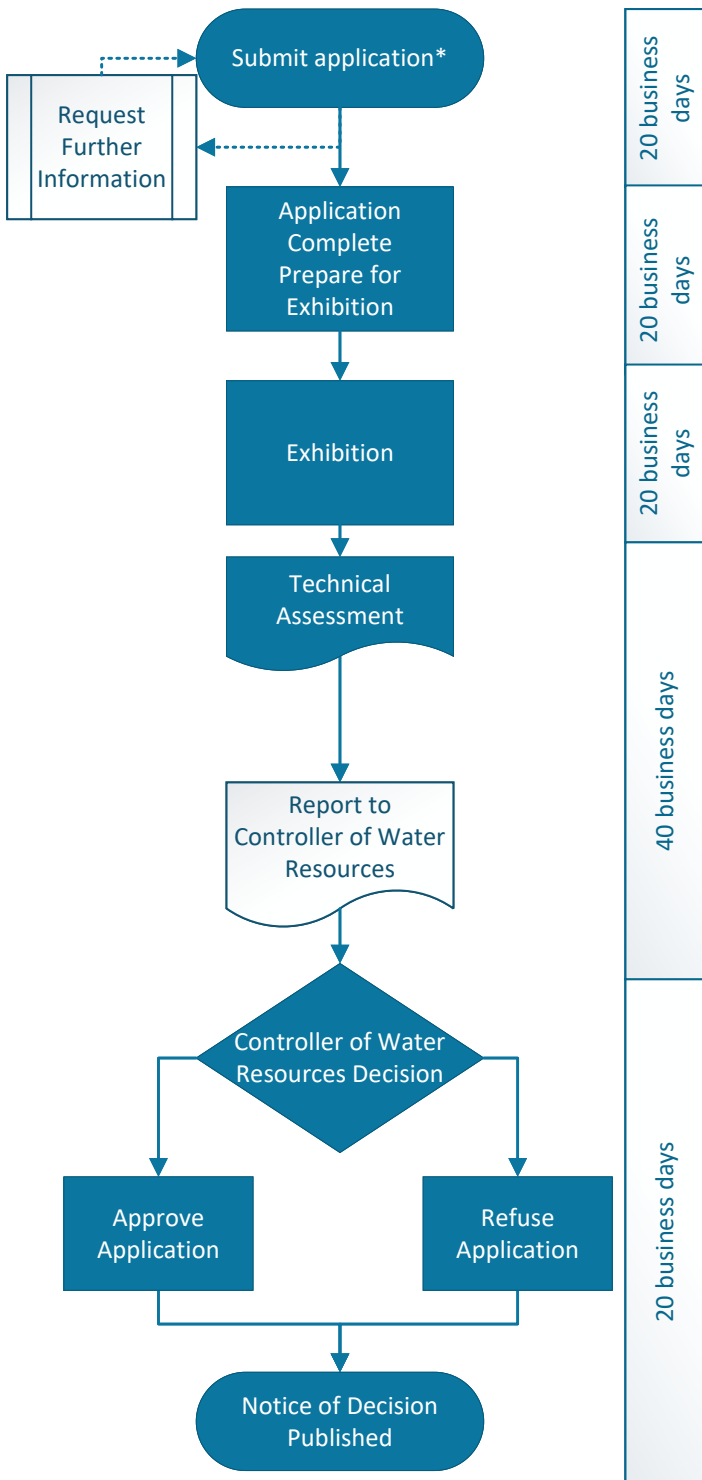 Submit application*
20 business
days
Request
Further
Information
Application
Complete
Prepare for
Exhibition
20 business
days
Exhibition
20 business
days
Technical
Assessment
40 business days
Report to
Controller of Water
Resources
Controller of Water
Resources Decision
20 business days
Approve
Application
Refuse
Application
Notice of Decision
Published